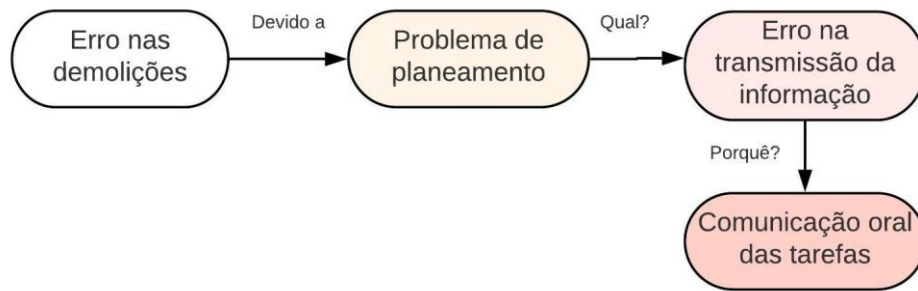 Erro nas
demolições
Devido a
Problema de
planeamento
Qual?
Erro na
transmissão da
informação
Porquê?
Comunicação oral
das tarefas